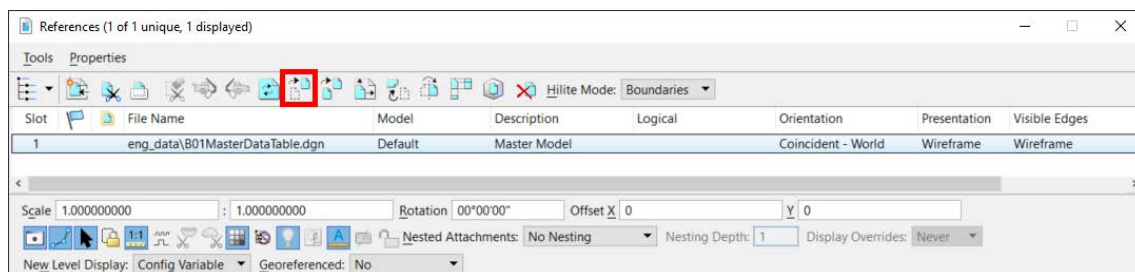 References (1 of 1 unique, 1 displayed)
Tools Properties
Hilite Mode: Boundaries
Slot File Name Model Description Logical Orientation Presentation Visible Edges
1 eng_data\B01MasterDataTable.dgn Default Master Model Coincident - World Wireframe Wireframe
Scale 1.000000000 : 1.000000000 Rotation 00°00'00" Offset X 0 Y 0
1:1 A Nested Attachments: No Nesting Nesting Depth: 1 Display Overrides: Never
New Level Display: Config Variable Georeferenced: No